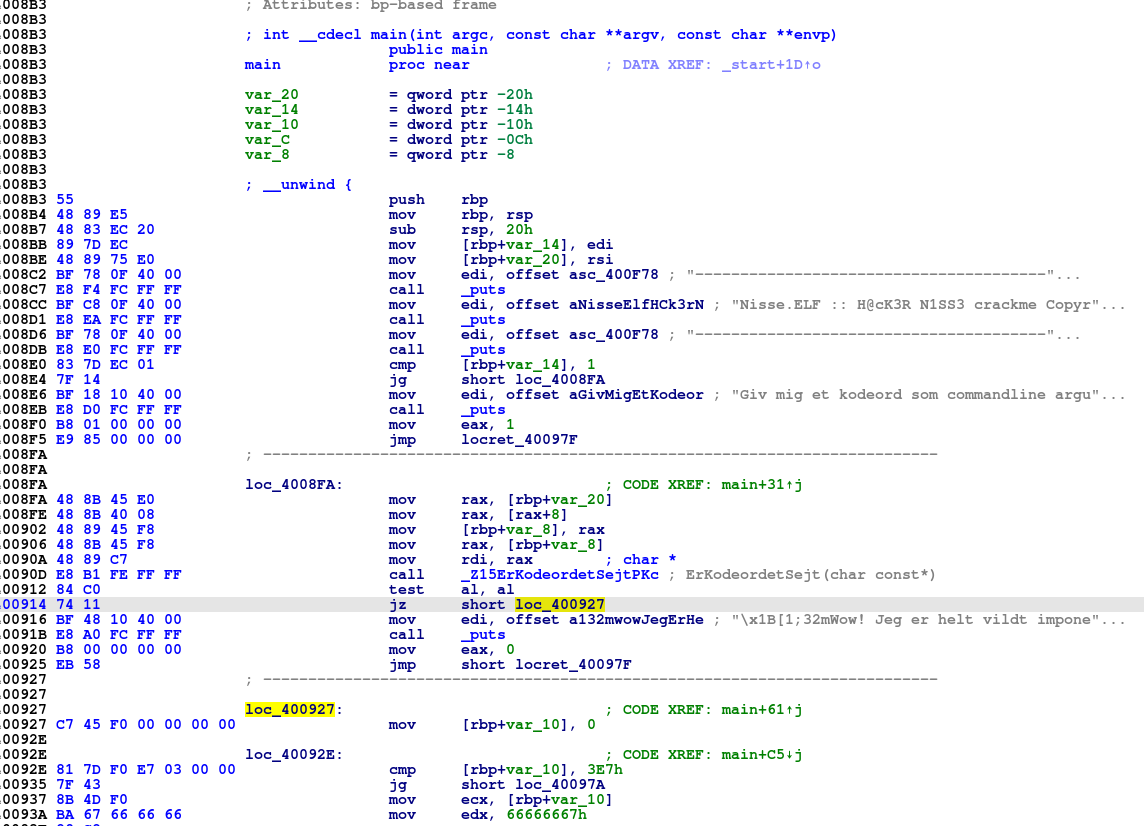 008B3 ; Attributes: bp-based frame
008B3
008B3 ; int __cdecl main(int argc, const char **argv, const char **envp)
008B3 public main
008B3 main proc near ; DATA XREF: _start+1D↑o
008B3
008B3 var_20 = qword ptr -20h
008B3 var_14 = dword ptr -14h
008B3 var_10 = dword ptr -10h
008B3 var_C = dword ptr -0Ch
008B3 var_8 = qword ptr -8
008B3
008B3 ; __unwind {
008B3 55 push rbp
008B4 48 89 E5 mov rbp, rsp
008B7 48 83 EC 20 sub rsp, 20h
008BB 89 7D EC mov [rbp+var_14], edi
008BE 48 89 75 E0 mov [rbp+var_20], rsi
008C2 BF 78 0F 40 00 mov edi, offset asc_400F78 ; "---------------------------------------"...
008C7 E8 F4 FC FF FF call _puts
008CC BF C8 0F 40 00 mov edi, offset aNisseElfHCk3rN ; "Nisse.ELF :: H@cK3R N1SS3 crackme Copyr"...
008D1 E8 EA FC FF FF call _puts
008D6 BF 78 0F 40 00 mov edi, offset asc_400F78 ; "---------------------------------------"...
008DB E8 E0 FC FF FF call _puts
008E0 83 7D EC 01 cmp [rbp+var_14], 1
008E4 7F 14 jg short loc_4008FA
008E6 BF 18 10 40 00 mov edi, offset aGivMigEtKodeor ; "Giv mig et kodeord som commandline argu"...
008EB E8 D0 FC FF FF call _puts
008F0 B8 01 00 00 00 mov eax, 1
008F5 E9 85 00 00 00 jmp locret_40097F
008FA ; ---------------------------------------------------------------------------
008FA
008FA loc_4008FA: ; CODE XREF: main+31↑j
008FA 48 8B 45 E0 mov rax, [rbp+var_20]
008FE 48 8B 40 08 mov rax, [rax+8]
00902 48 89 45 F8 mov [rbp+var_8], rax
00906 48 8B 45 F8 mov rax, [rbp+var_8]
0090A 48 89 C7 mov rdi, rax ; char *
0090D E8 B1 FE FF FF call _Z15ErKodeordetSejtPKc ; ErKodeordetSejt(char const*)
00912 84 C0 test al, al
00914 74 11 jz short loc_400927
00916 BF 48 10 40 00 mov edi, offset a132mwowJegErHe ; "\x1B[1;32mWow! Jeg er helt vildt impone"...
0091B E8 A0 FC FF FF call _puts
00920 B8 00 00 00 00 mov eax, 0
00925 EB 58 jmp short locret_40097F
00927 ; ---------------------------------------------------------------------------
00927
00927 loc_400927: ; CODE XREF: main+61↑j
00927 C7 45 F0 00 00 00 00 mov [rbp+var_10], 0
0092E
0092E loc_40092E: ; CODE XREF: main+C5↓j
0092E 81 7D F0 E7 03 00 00 cmp [rbp+var_10], 3E7h
00935 7F 43 jg short loc_40097A
00937 8B 4D F0 mov ecx, [rbp+var_10]
0093A BA 67 66 66 66 mov edx, 66666667h